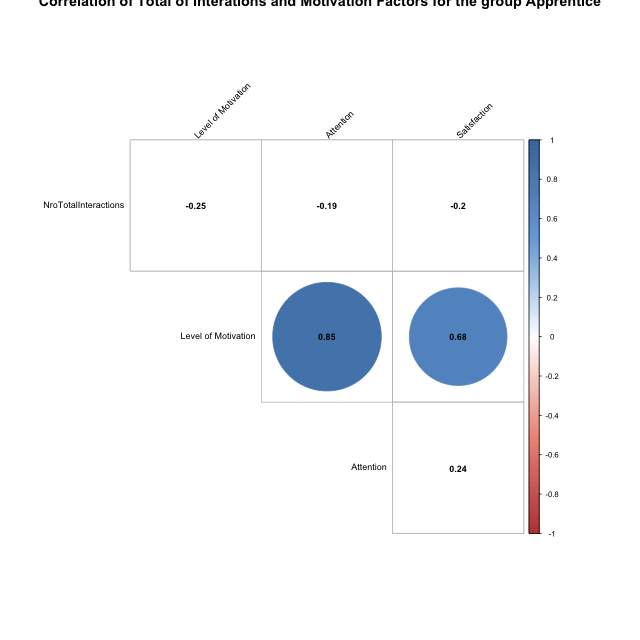 Correlation of Total of Interations and Motivation Factors for the group Apprentice
Level of Motivation
Attention
Satisfaction
NroTotalInteractions
-0.25
-0.19
-0.2
Level of Motivation
0.85
0.68
Attention
0.24
1
0.8
0.6
0.4
0.2
0
-0.2
-0.4
-0.6
-0.8
-1